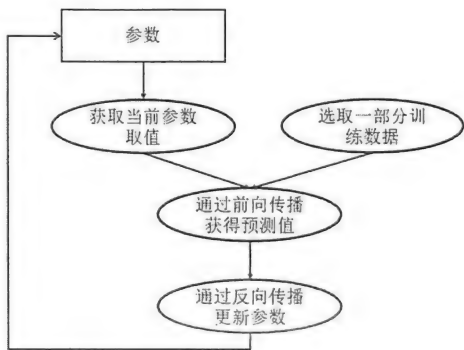 参数
获取当前参数
取值
选取一部分训
练数据
通过前向传播
获得预测值
通过反向传播
更新参数